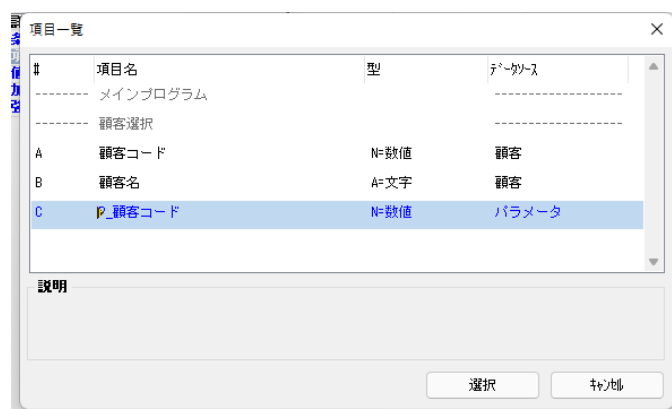 項目一覧
# 項目名 型 ﾃﾞｰﾀｿｰｽ
-------- メインプログラム -------------------
-------- 顧客選択 -------------------
A 顧客コード N=数値 顧客
B 顧客名 A=文字 顧客
C P_顧客コード N=数値 パラメータ
説明
選択 ｷｬﾝｾﾙ